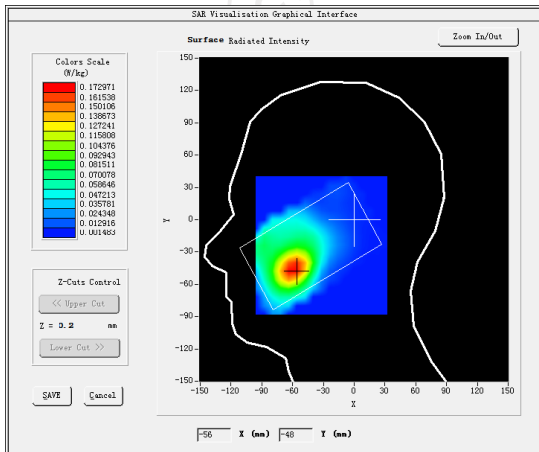 SAR Visualisation Graphical Interface
Surface Radiated Intensity
Zoom In/Out
Colors Scale
(W/kg)
0.172971
0.161538
0.150106
0.138673
0.127241
0.115808
0.104376
0.092943
0.081511
0.070078
0.058646
0.047213
0.035781
0.024348
0.012916
0.001483
Z-Cuts Control
<< Upper Cut
Z = 0.2 mm
Lower Cut >>
SAVE Cancel
150
120
90
60
30
0
-30
-60
-90
-120
-150
Y
-150 -120 -90 -60 -30 0 30 60 90 120 150
X
-56 X (mm) -48 Y (mm)